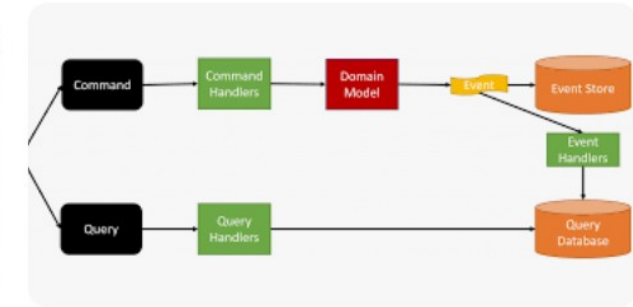 Command
Command
Handlers
Domain
Model
Event
Event Store
Event
Handlers
Query
Query
Handlers
Query
Database